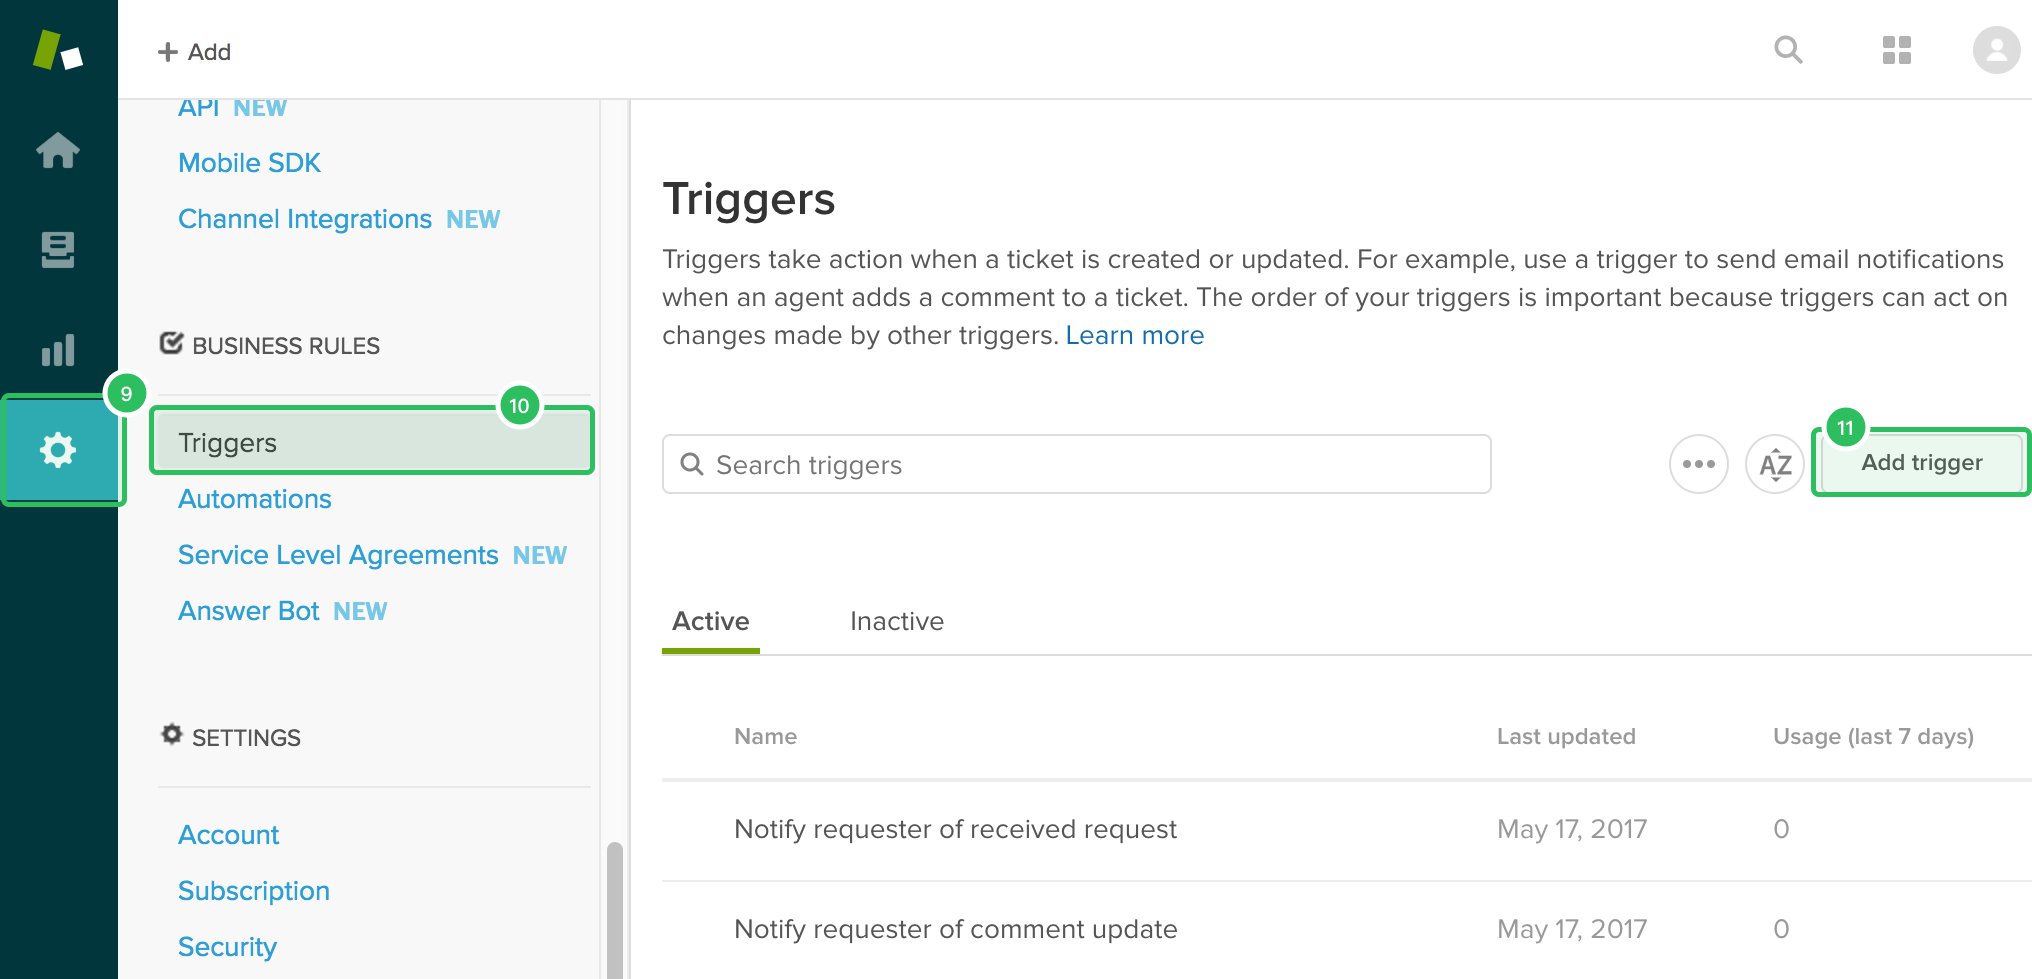 Add
API NEW
Mobile SDK
Channel Integrations NEW
BUSINESS RULES
9
10
Triggers
Automations
Service Level Agreements NEW
Answer Bot NEW
SETTINGS
Account
Subscription
Security
Triggers
Triggers take action when a ticket is created or updated. For example, use a trigger to send email notifications
when an agent adds a comment to a ticket. The order of your triggers is important because triggers can act on
changes made by other triggers. Learn more
Search triggers
AZ
11
Add trigger
Active Inactive
Name Last updated Usage (last 7 days)
Notify requester of received request May 17, 2017 0
Notify requester of comment update May 17, 2017 0